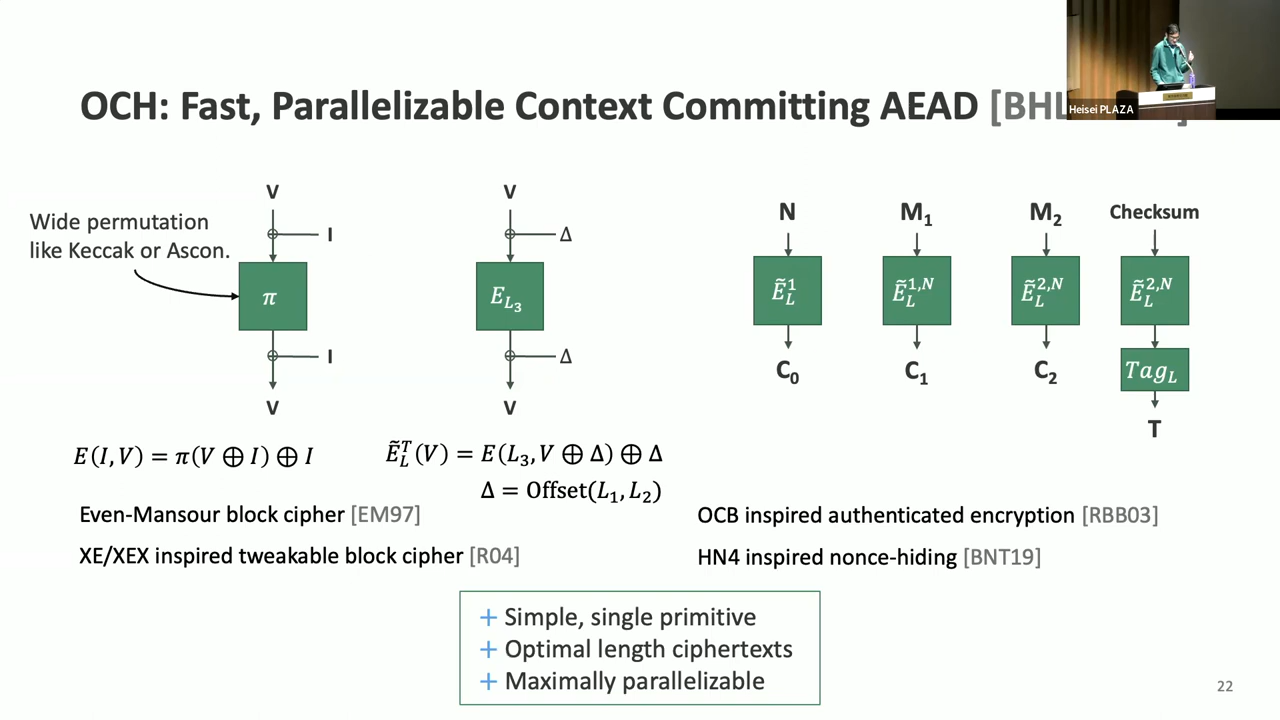 OCH: Fast, Parallelizable Context Committing AEAD [BHL
Heisei PLAZA
Wide permutation
like Keccak or Ascon.
V
I
π
I
V
V
Δ
E_{L_3}
Δ
V
N
M₁
M₂
Checksum
Ẽ_L^1
Ẽ_L^{1,N}
Ẽ_L^{2,N}
Ẽ_L^{2,N}
C₀
C₁
C₂
Tag_L
T
E(I, V) = π(V ⊕ I) ⊕ I
Ẽ_L^T(V) = E(L₃, V ⊕ Δ) ⊕ Δ
Δ = Offset(L₁, L₂)
Even-Mansour block cipher [EM97]
XE/XEX inspired tweakable block cipher [R04]
OCB inspired authenticated encryption [RBB03]
HN4 inspired nonce-hiding [BNT19]
+ Simple, single primitive
+ Optimal length ciphertexts
+ Maximally parallelizable
22